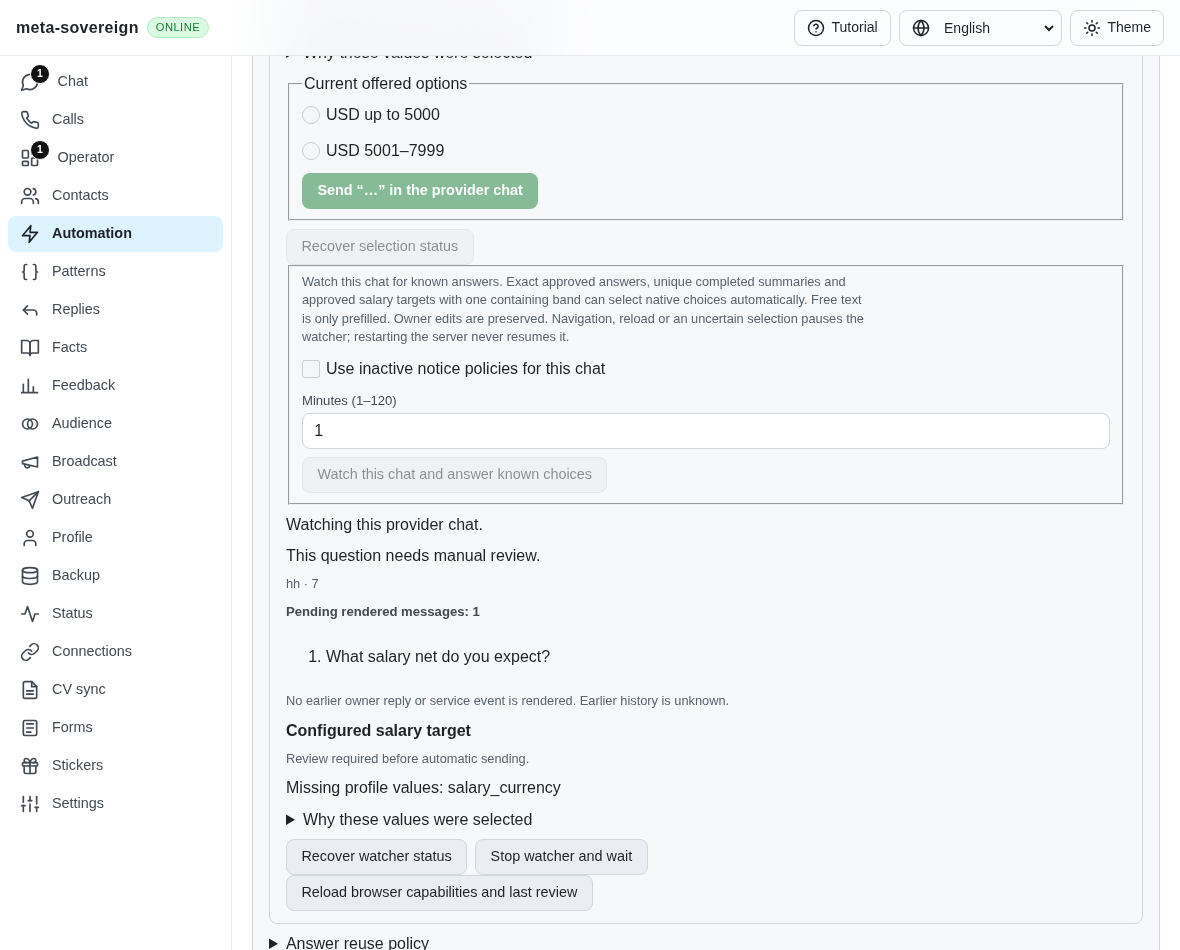 meta-sovereign ONLINE
Tutorial
English
Theme
1
Chat
Calls
1
Operator
Contacts
Automation
Patterns
Replies
Facts
Feedback
Audience
Broadcast
Outreach
Profile
Backup
Status
Connections
CV sync
Forms
Stickers
Settings
Why these values were selected
Current offered options
USD up to 5000
USD 5001–7999
Send “…” in the provider chat
Recover selection status
Watch this chat for known answers. Exact approved answers, unique completed summaries and
approved salary targets with one containing band can select native choices automatically. Free text
is only prefilled. Owner edits are preserved. Navigation, reload or an uncertain selection pauses the
watcher; restarting the server never resumes it.
Use inactive notice policies for this chat
Minutes (1–120)
1
Watch this chat and answer known choices
Watching this provider chat.
This question needs manual review.
hh · 7
Pending rendered messages: 1
1. What salary net do you expect?
No earlier owner reply or service event is rendered. Earlier history is unknown.
Configured salary target
Review required before automatic sending.
Missing profile values: salary_currency
Why these values were selected
Recover watcher status
Stop watcher and wait
Reload browser capabilities and last review
Answer reuse policy